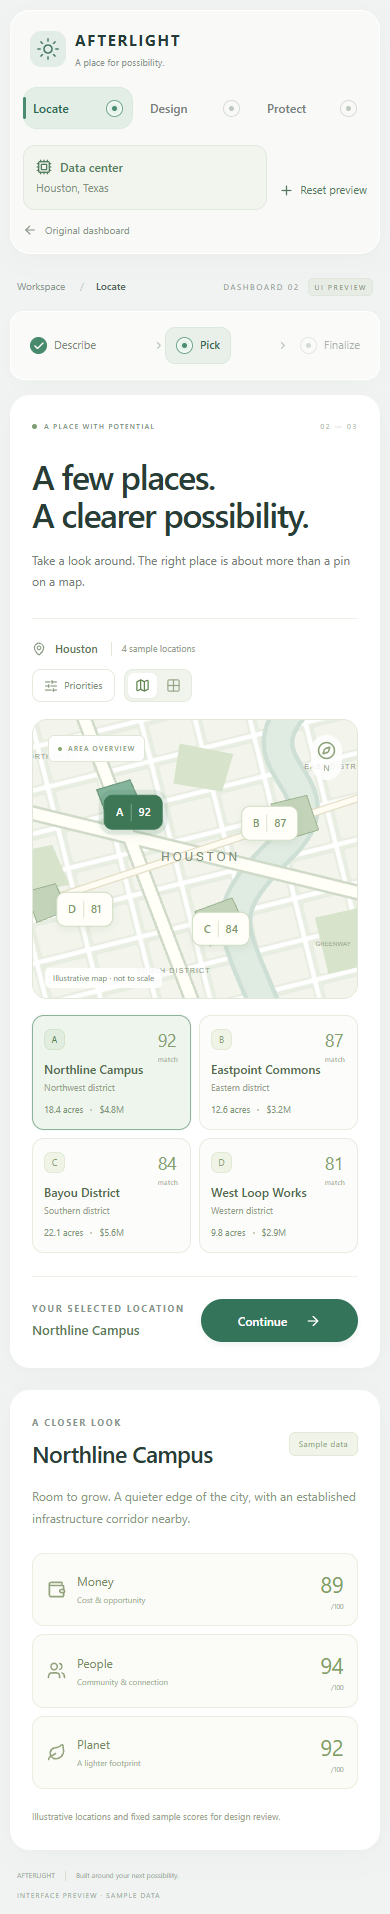 AFTERLIGHT
A place for possibility.
Locate
Design
Protect
Data center
Houston, Texas
Reset preview
Original dashboard
Workspace / Locate
DASHBOARD 02
UI PREVIEW
Describe
Pick
Finalize
A PLACE WITH POTENTIAL
02 — 03
A few places.
A clearer possibility.
Take a look around. The right place is about more than a pin
on a map.
Houston
4 sample locations
Priorities
AREA OVERVIEW
N
A 92
B 87
HOUSTON
D 81
C 84
GREENWAY
DISTRICT
Illustrative map · not to scale
A
92
match
Northline Campus
Northwest district
18.4 acres · $4.8M
B
87
match
Eastpoint Commons
Eastern district
12.6 acres · $3.2M
C
84
match
Bayou District
Southern district
22.1 acres · $5.6M
D
81
match
West Loop Works
Western district
9.8 acres · $2.9M
YOUR SELECTED LOCATION
Northline Campus
Continue
A CLOSER LOOK
Northline Campus
Sample data
Room to grow. A quieter edge of the city, with an established
infrastructure corridor nearby.
Money
Cost & opportunity
89
/100
People
Community & connection
94
/100
Planet
A lighter footprint
92
/100
Illustrative locations and fixed sample scores for design review.
AFTERLIGHT
Built around your next possibility.
INTERFACE PREVIEW · SAMPLE DATA